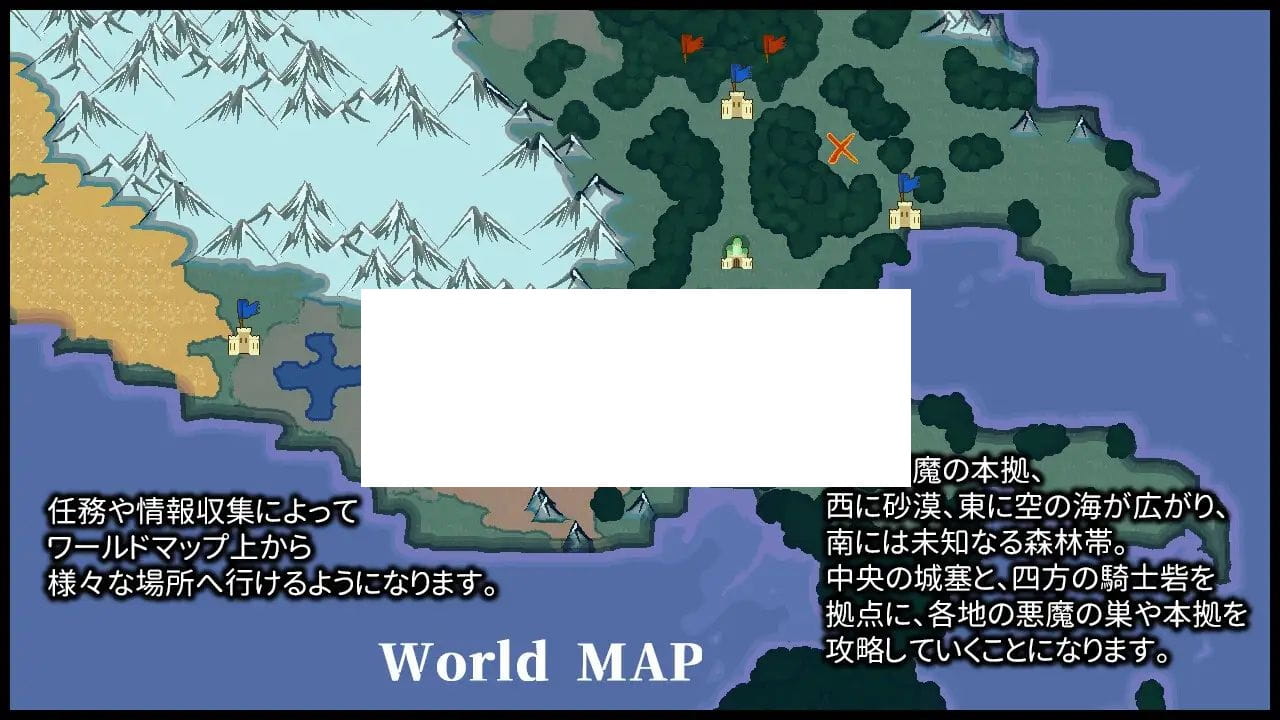 任務や情報収集によって
ワールドマップ上から
様々な場所へ行けるようになります。
魔の本拠、
西に砂漠、東に空の海が広がり、
南には未知なる森林帯。
中央の城塞と、四方の騎士砦を
拠点に、各地の悪魔の巣や本拠を
攻略していくことになります。
World MAP